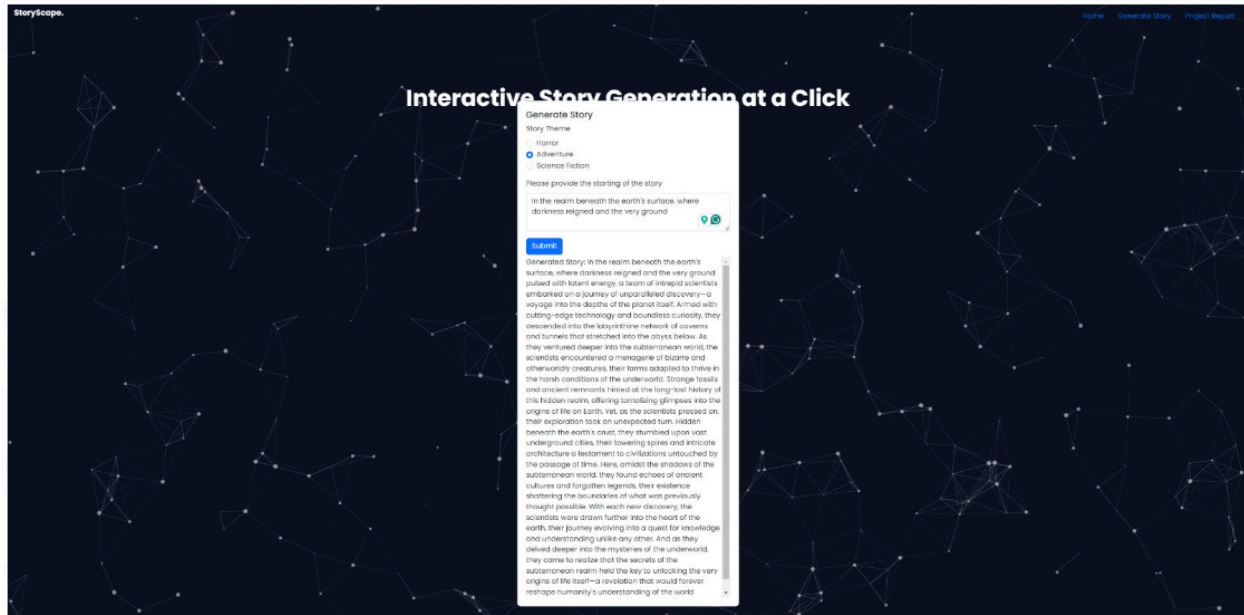 StoryScape.
Home Generate Story Project Report
Interactive Story Generation at a Click
Generate Story
Story Theme
Horror
Adventure
Science Fiction
Please provide the starting of the story
In the realm beneath the earth's surface, where
darkness reigned and the very ground
Submit
Generated Story: In the realm beneath the earth's
surface, where darkness reigned and the very ground
pulsed with latent energy, a team of intrepid scientists
embarked on a journey of unparalleled discovery—a
voyage into the depths of the planet itself. Armed with
cutting-edge technology and boundless curiosity, they
descended into the labyrinthine network of caverns
and tunnels that stretched into the abyss below. As
they ventured deeper into the subterranean world, the
scientists encountered a menagerie of bizarre and
otherworldly creatures, their forms adapted to thrive in
the harsh conditions of the underworld. Strange fossils
and ancient remnants hinted at the long-lost history of
this hidden realm, offering tantalizing glimpses into the
origins of life on Earth. Yet, as the scientists pressed on,
their exploration took an unexpected turn. Hidden
beneath the earth's crust, they stumbled upon vast
underground cities, their towering spires and intricate
architecture a testament to civilizations untouched by
the passage of time. Here, amidst the shadows of the
subterranean world, they found echoes of ancient
cultures and forgotten legends, their existence
shattering the boundaries of what was previously
thought possible. With each new discovery, the
scientists were drawn further into the heart of the
earth, their journey evolving into a quest for knowledge
and understanding unlike any other. And as they
delved deeper into the mysteries of the underworld,
they came to realize that the secrets of the
subterranean realm held the key to unlocking the very
origins of life itself—a revelation that would forever
reshape humanity's understanding of the world